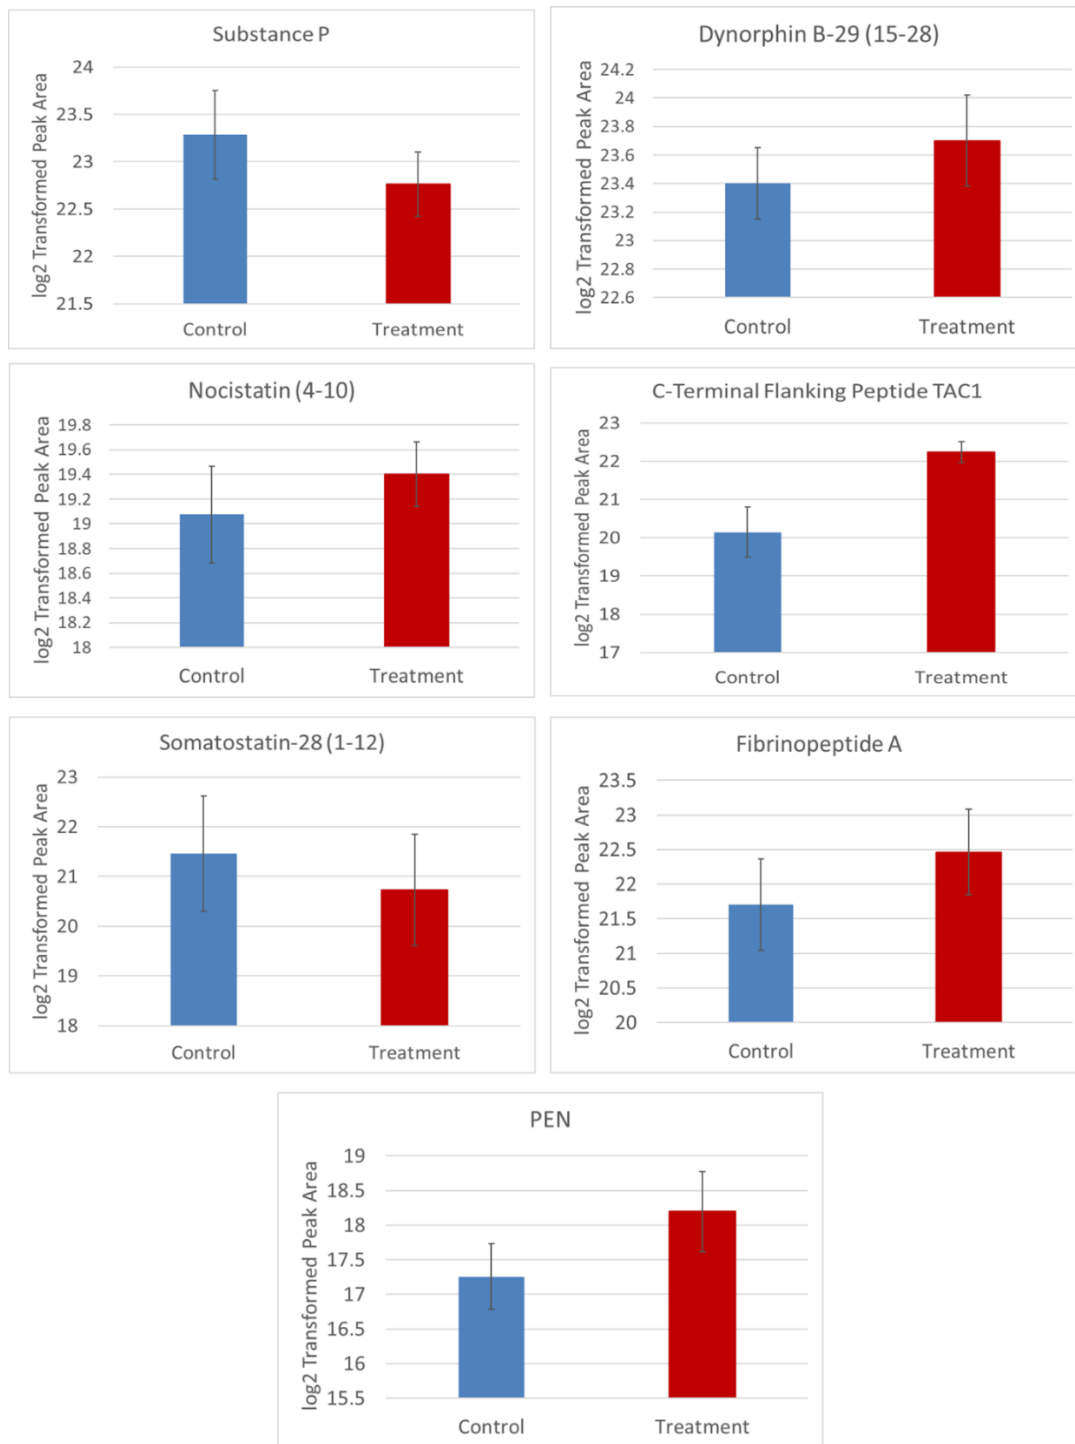 Substance P
log2 Transformed Peak Area
24
23.5
23
22.5
22
21.5
Control Treatment
Dynorphin B-29 (15-28)
log2 Transformed Peak Area
24.2
24
23.8
23.6
23.4
23.2
23
22.8
22.6
Control Treatment
Nocistatin (4-10)
log2 Transformed Peak Area
19.8
19.6
19.4
19.2
19
18.8
18.6
18.4
18.2
18
Control Treatment
C-Terminal Flanking Peptide TAC1
log2 Transformed Peak Area
23
22
21
20
19
18
17
Control Treatment
Somatostatin-28 (1-12)
log2 Transformed Peak Area
23
22
21
20
19
18
Control Treatment
Fibrinopeptide A
log2 Transformed Peak Area
23.5
23
22.5
22
21.5
21
20.5
20
Control Treatment
PEN
log2 Transformed Peak Area
19
18.5
18
17.5
17
16.5
16
15.5
Control Treatment